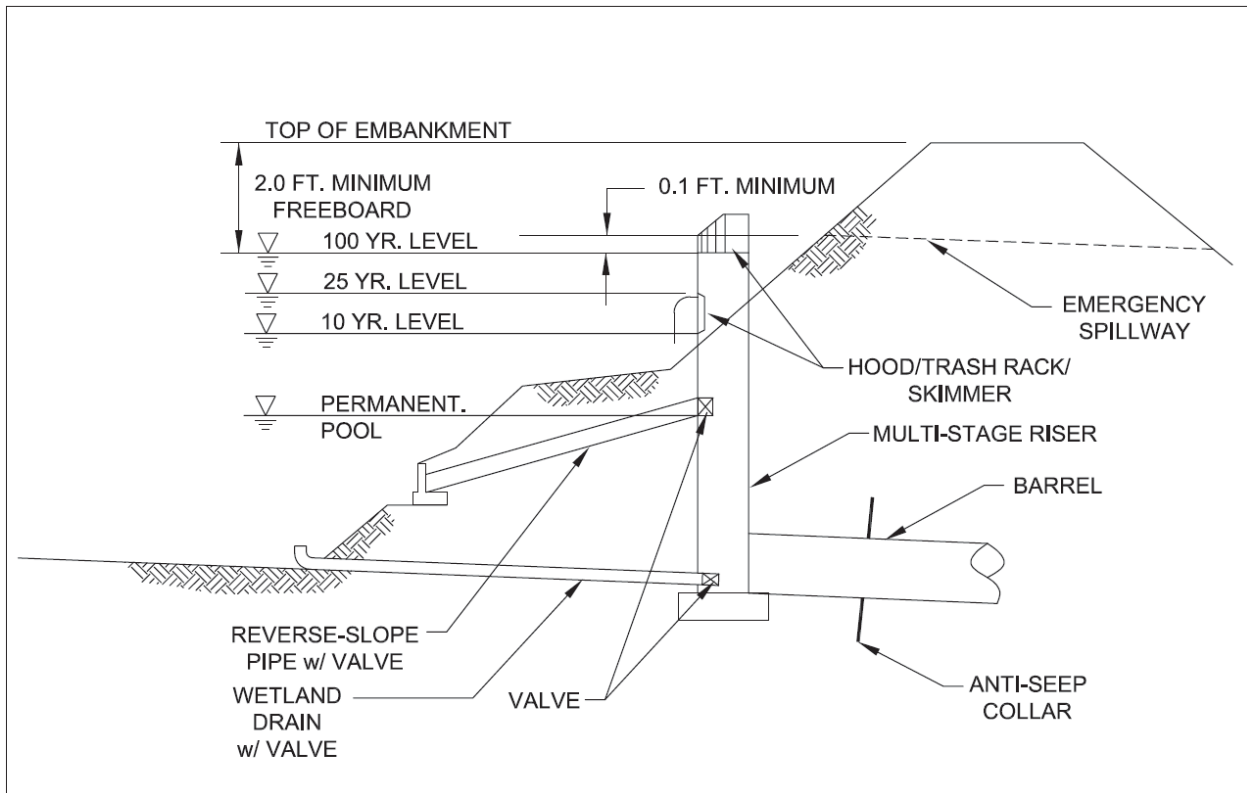 TOP OF EMBANKMENT
2.0 FT. MINIMUM
FREEBOARD
0.1 FT. MINIMUM
100 YR. LEVEL
25 YR. LEVEL
10 YR. LEVEL
EMERGENCY
SPILLWAY
HOOD/TRASH RACK/
SKIMMER
PERMANENT.
POOL
MULTI-STAGE RISER
BARREL
REVERSE-SLOPE
PIPE w/ VALVE
WETLAND
DRAIN
w/ VALVE
VALVE
ANTI-SEEP
COLLAR